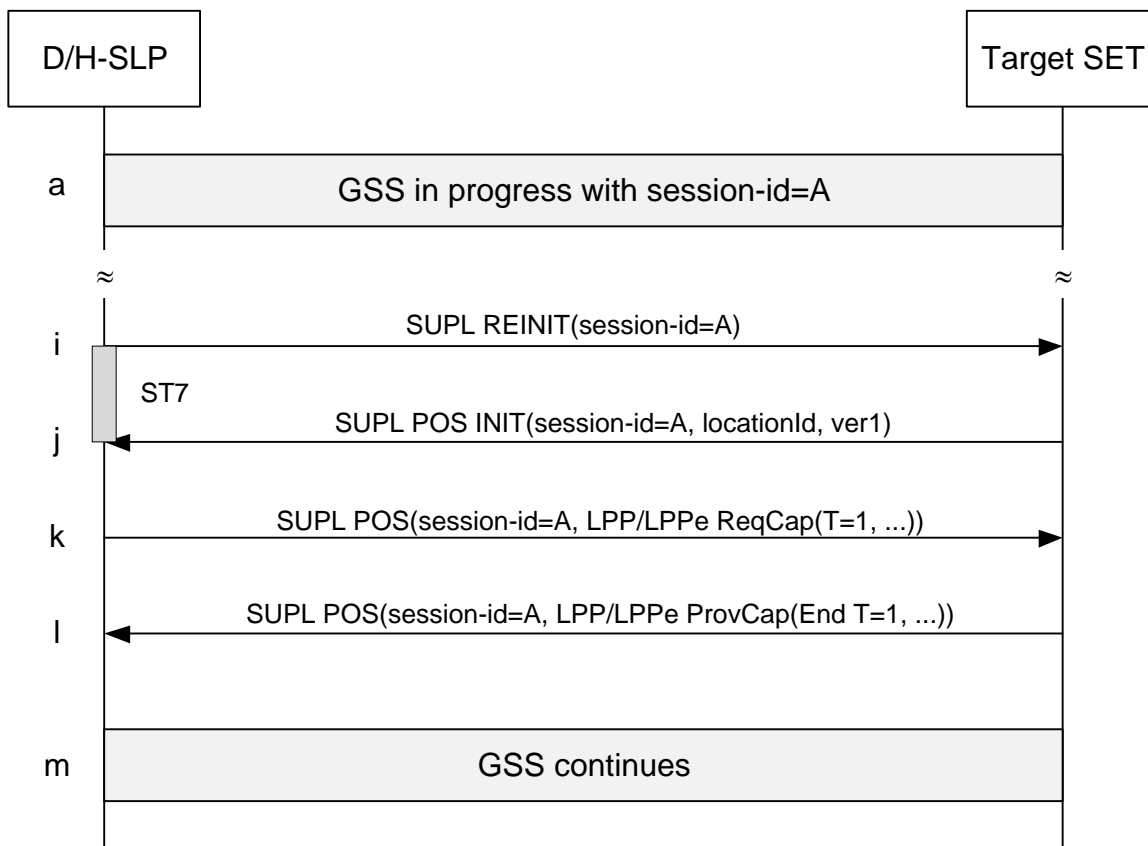 D/H-SLP
Target SET
a
GSS in progress with session-id=A
≈
≈
i
SUPL REINIT(session-id=A)
ST7
j
SUPL POS INIT(session-id=A, locationId, ver1)
k
SUPL POS(session-id=A, LPP/LPPe ReqCap(T=1, ...))
l
SUPL POS(session-id=A, LPP/LPPe ProvCap(End T=1, ...))
m
GSS continues